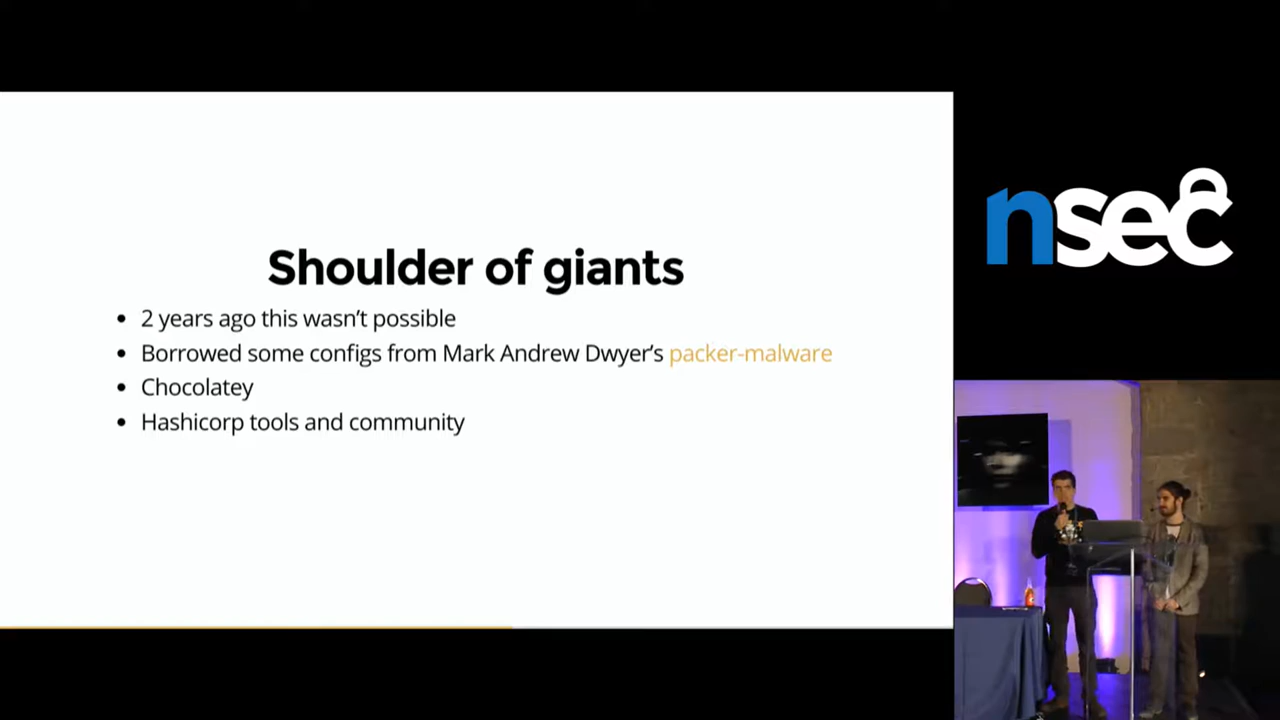 Shoulder of giants
2 years ago this wasn't possible
Borrowed some configs from Mark Andrew Dwyer's packer-malware
Chocolatey
Hashicorp tools and community
nsec